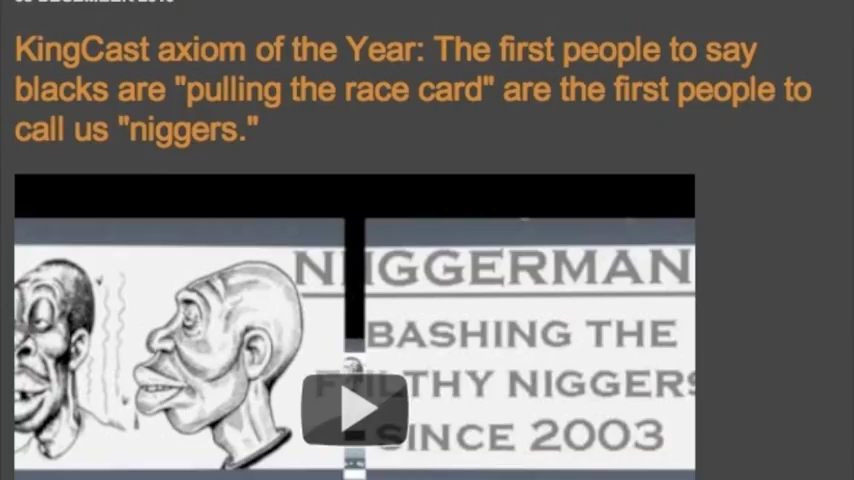 KingCast axiom of the Year: The first people to say
blacks are "pulling the race card" are the first people to
call us "niggers."
NIGGERMAN
BASHING THE
FILTHY NIGGERS
SINCE 2003